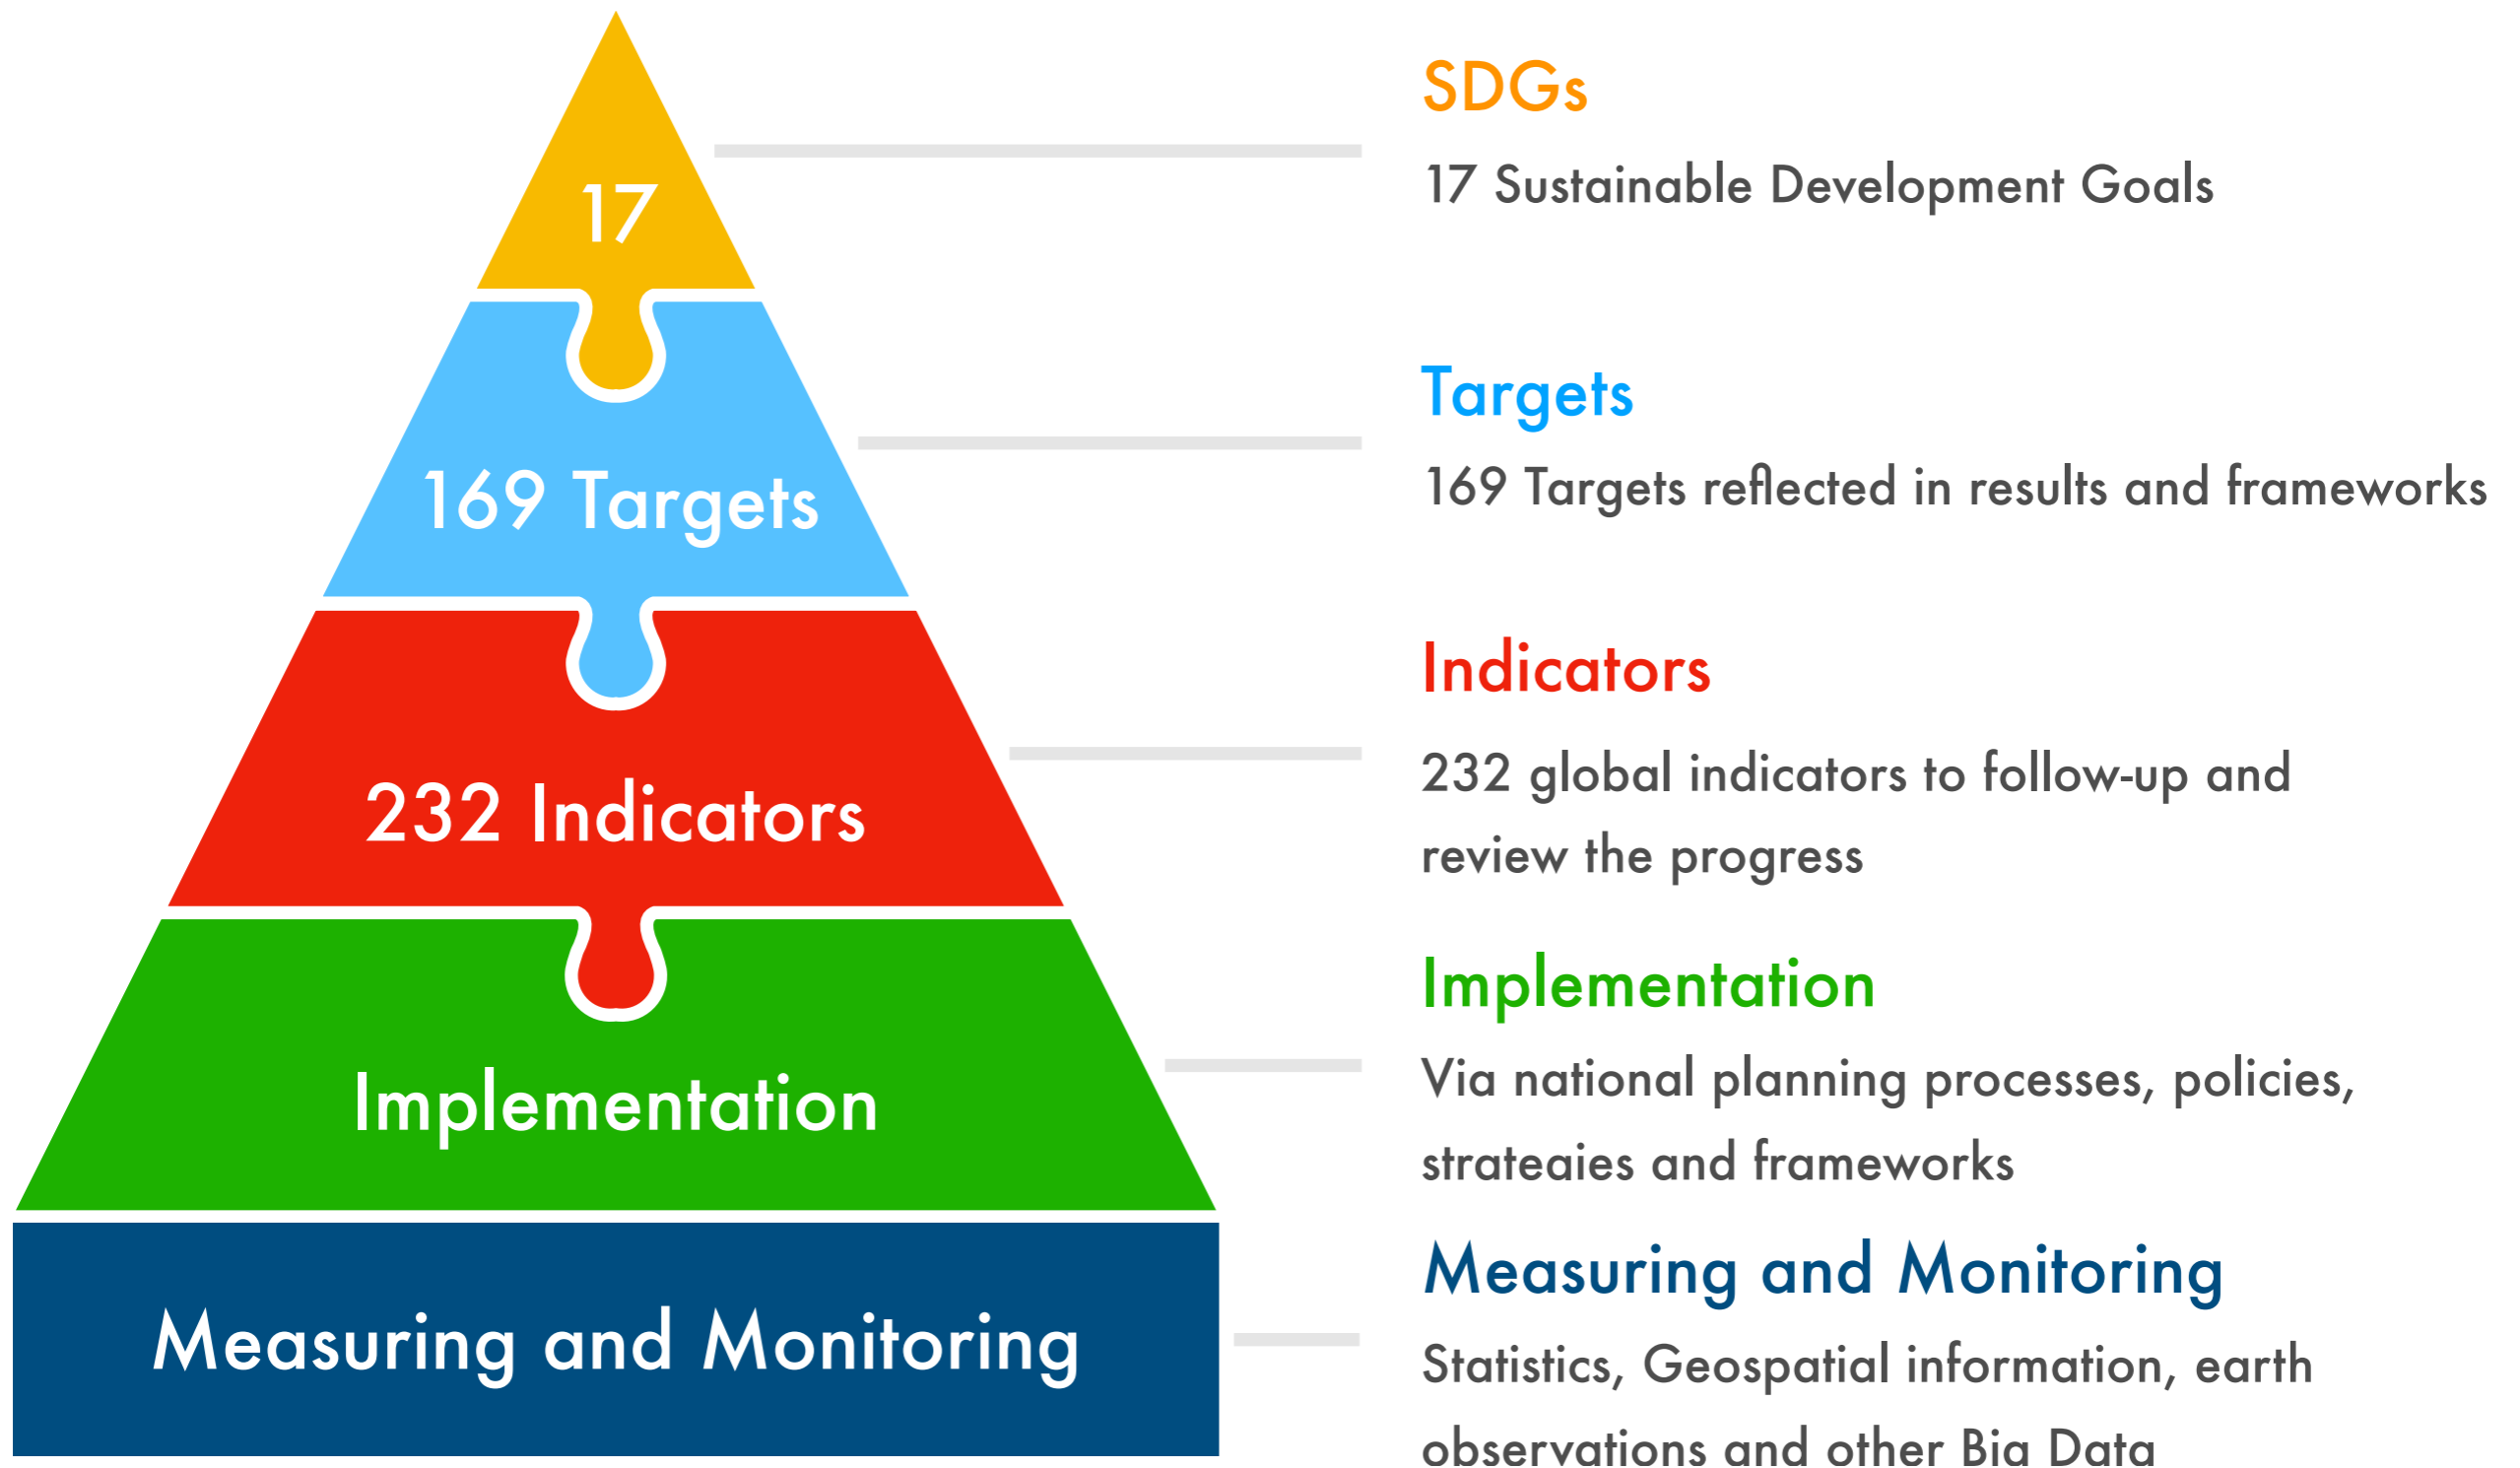 17
169 Targets
232 Indicators
Implementation
Measuring and Monitoring
SDGs
17 Sustainable Development Goals
Targets
169 Targets reflected in results and frameworks
Indicators
232 global indicators to follow-up and
review the progress
Implementation
Via national planning processes, policies,
strategies and frameworks
Measuring and Monitoring
Statistics, Geospatial information, earth
observations and other Big Data